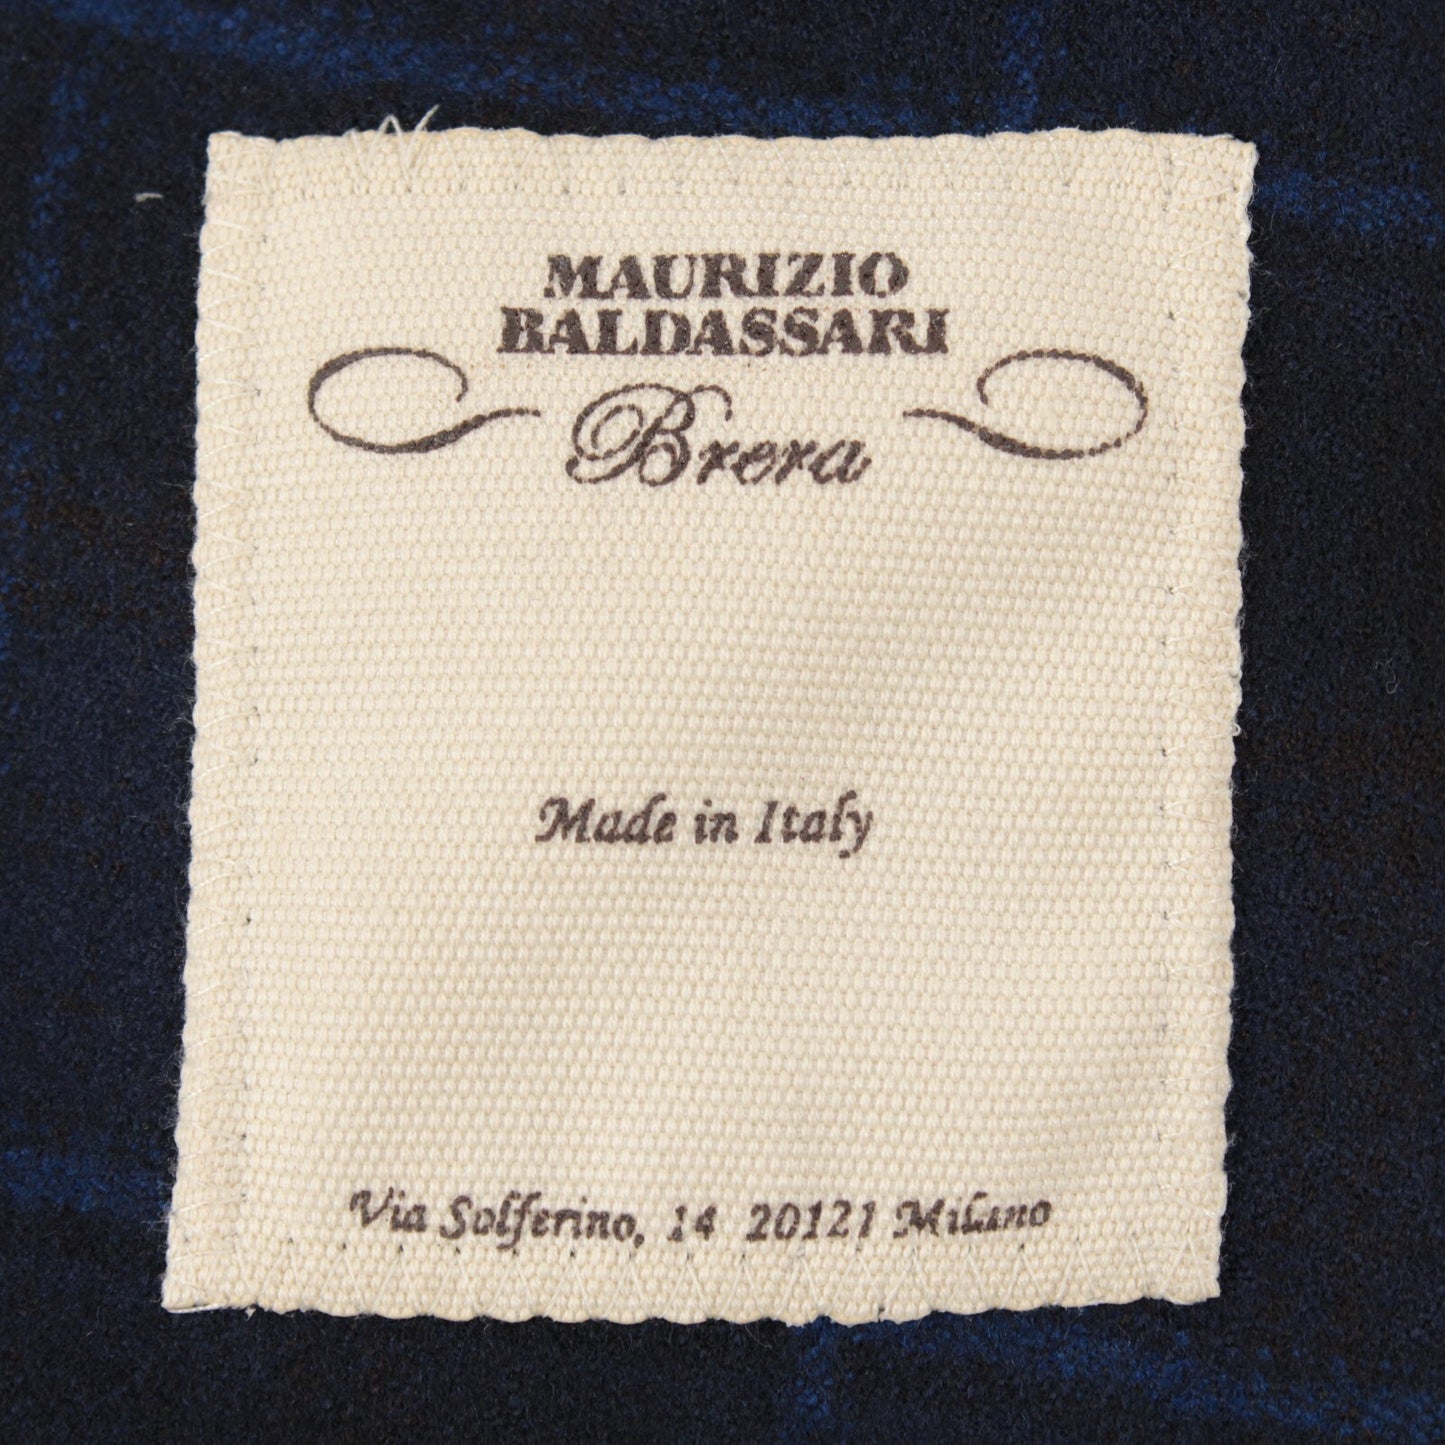 MAURIZIO
BALDASSARI
Brera
Made in Italy
Via Solferino, 14 20121 Milano